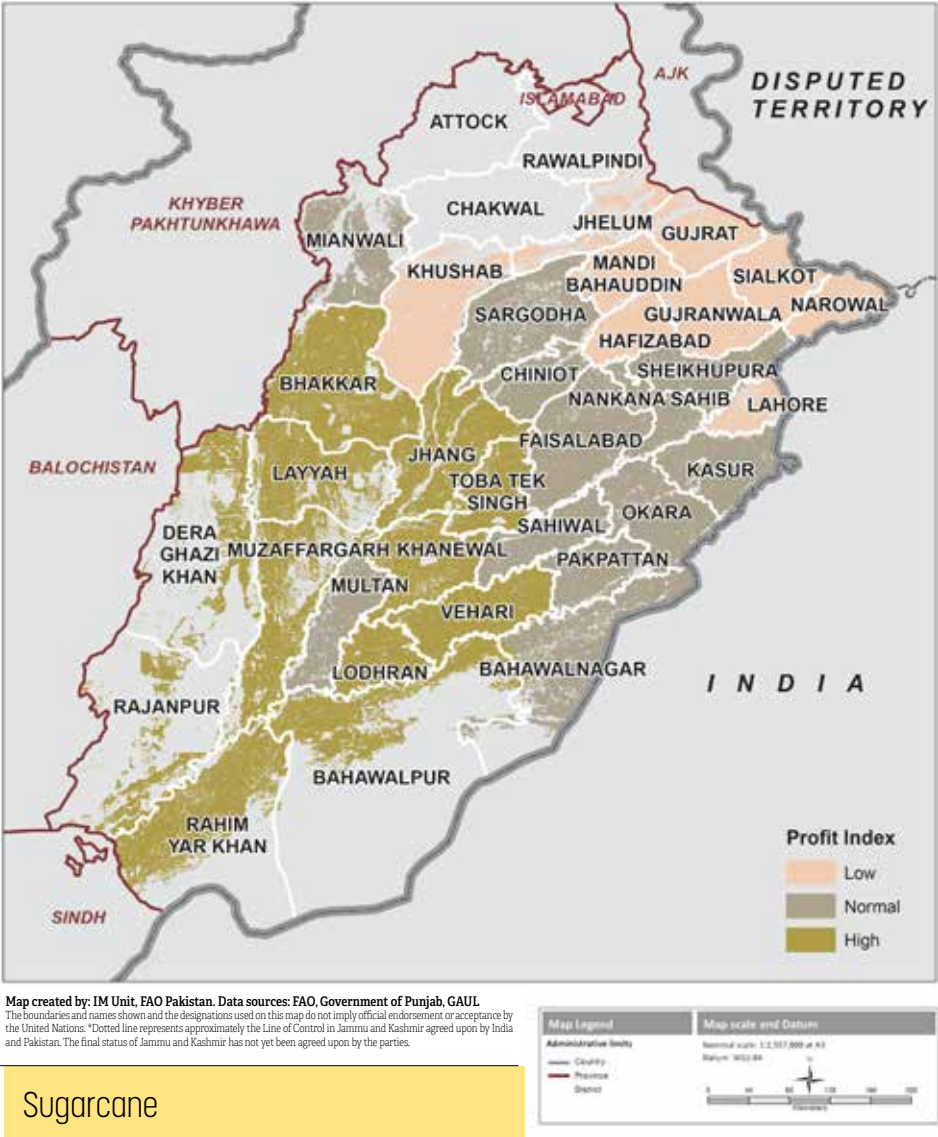 AJK
DISPUTED
TERRITORY
ISLAMABAD
ATTOCK
RAWALPINDI
KHYBER
PAKHTUNKHAWA
CHAKWAL
JHELUM
GUJRAT
MIANWALI
KHUSHAB
MANDI
BAHAUDDIN
SIALKOT
NAROWAL
SARGODHA
GUJRANWALA
HAFIZABAD
CHINIOT
SHEIKHUPURA
BHAKKAR
NANKANA SAHIB
LAHORE
FAISALABAD
BALOCHISTAN
LAYYAH
JHANG
KASUR
TOBA TEK
SINGH
OKARA
SAHIWAL
DERA
GHAZI
KHAN
MUZAFFARGARH
KHANEWAL
PAKPATTAN
MULTAN
VEHARI
LODHRAN
BAHAWALNAGAR
INDIA
RAJANPUR
BAHAWALPUR
RAHIM
YAR KHAN
SINDH
Profit Index
Low
Normal
High
Map created by: IM Unit, FAO Pakistan. Data sources: FAO, Government of Punjab, GAUL
The boundaries and names shown and the designations used on this map do not imply official endorsement or acceptance by
the United Nations. *Dotted line represents approximately the Line of Control in Jammu and Kashmir agreed upon by India
and Pakistan. The final status of Jammu and Kashmir has not yet been agreed upon by the parties.
Map Legend
Administrative limits
Country
Province
District
Map scale and Datum
Nominal scale
Datum: WGS 84
Kilometers
Sugarcane